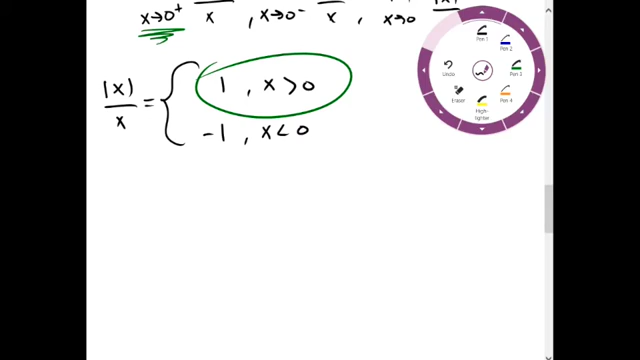 x→0⁺ x , x→0⁻ x , x→0 |x|
|x|/x = { 1 , x > 0
-1 , x < 0
Pen 1
Pen 2
Undo
Pen 3
Eraser
Pen 4
High-
lighter